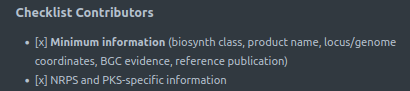 Checklist Contributors
• [x] Minimum information (biosynth class, product name, locus/genome
coordinates, BGC evidence, reference publication)
• [x] NRPS and PKS-specific information